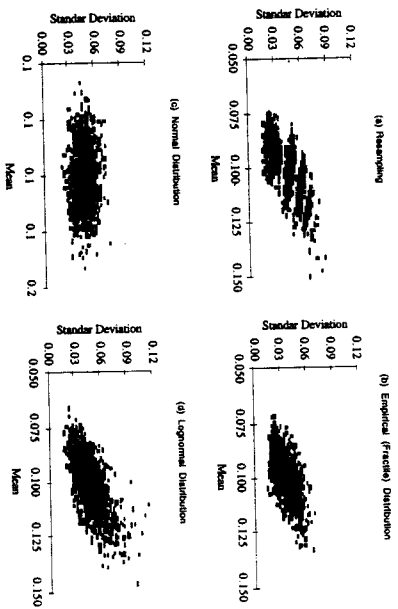 (a) Resampling
Standar Deviation
0.12
0.09
0.06
0.03
0.00
0.050 0.075 0.100 0.125 0.150
Mean
(b) Empirical (Fractile) Distribution
Standar Deviation
0.12
0.09
0.06
0.03
0.00
0.050 0.075 0.100 0.125 0.150
Mean
(c) Normal Distribution
Standar Deviation
0.12
0.09
0.06
0.03
0.00
0.1 0.1 0.1 0.1 0.2
Mean
(d) Lognormal Distribution
Standar Deviation
0.12
0.09
0.06
0.03
0.00
0.050 0.075 0.100 0.125 0.150
Mean